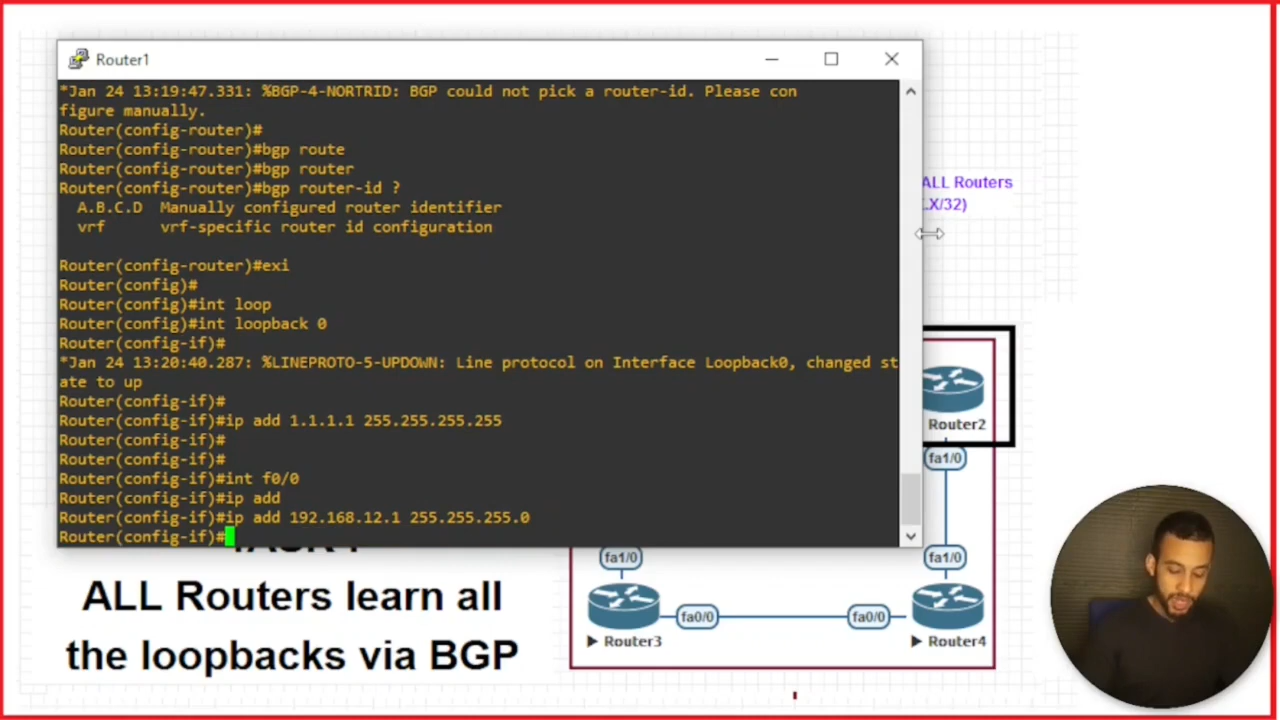 Router1
*Jan 24 13:19:47.331: %BGP-4-NORTRID: BGP could not pick a router-id. Please con
figure manually.
Router(config-router)#
Router(config-router)#bgp route
Router(config-router)#bgp router
Router(config-router)#bgp router-id ?
A.B.C.D Manually configured router identifier
vrf vrf-specific router id configuration
Router(config-router)#exi
Router(config)#
Router(config)#int loop
Router(config)#int loopback 0
Router(config-if)#
*Jan 24 13:20:40.287: %LINEPROTO-5-UPDOWN: Line protocol on Interface Loopback0, changed st
ate to up
Router(config-if)#
Router(config-if)#ip add 1.1.1.1 255.255.255.255
Router(config-if)#
Router(config-if)#
Router(config-if)#int f0/0
Router(config-if)#ip add
Router(config-if)#ip add 192.168.12.1 255.255.255.0
Router(config-if)#
ALL Routers
.X/32)
Router2
fa1/0
fa1/0
fa1/0
Router3
fa0/0
fa0/0
Router4
ALL Routers learn all
the loopbacks via BGP